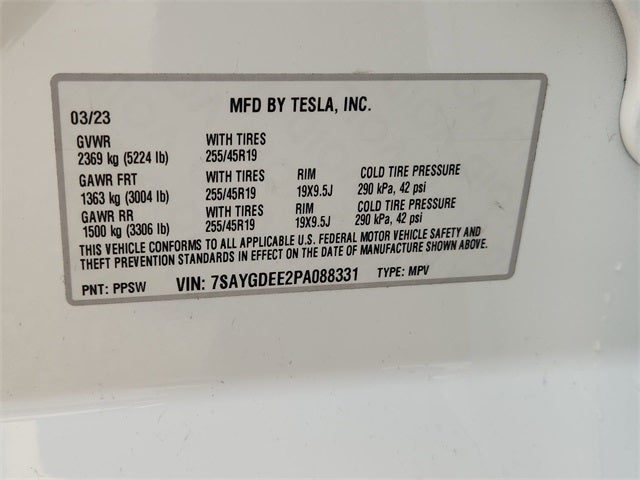 MFD BY TESLA, INC.
03/23
GVWR WITH TIRES
2369 kg (5224 lb) 255/45R19
GAWR FRT WITH TIRES RIM COLD TIRE PRESSURE
1363 kg (3004 lb) 255/45R19 19X9.5J 290 kPa, 42 psi
GAWR RR WITH TIRES RIM COLD TIRE PRESSURE
1500 kg (3306 lb) 255/45R19 19X9.5J 290 kPa, 42 psi
THIS VEHICLE CONFORMS TO ALL APPLICABLE U.S. FEDERAL MOTOR VEHICLE SAFETY AND
THEFT PREVENTION STANDARDS IN EFFECT ON THE DATE OF MANUFACTURE SHOWN ABOVE.
PNT: PPSW VIN: 7SAYGDEE2PA088331 TYPE: MPV